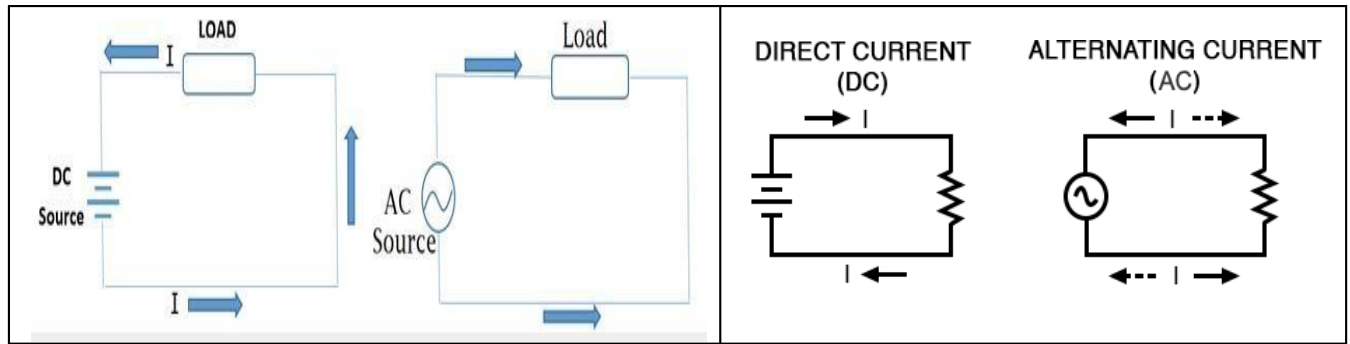 LOAD
I
DC
Source
I
Load
AC
Source
DIRECT CURRENT
(DC)
I
I
ALTERNATING CURRENT
(AC)
I
I